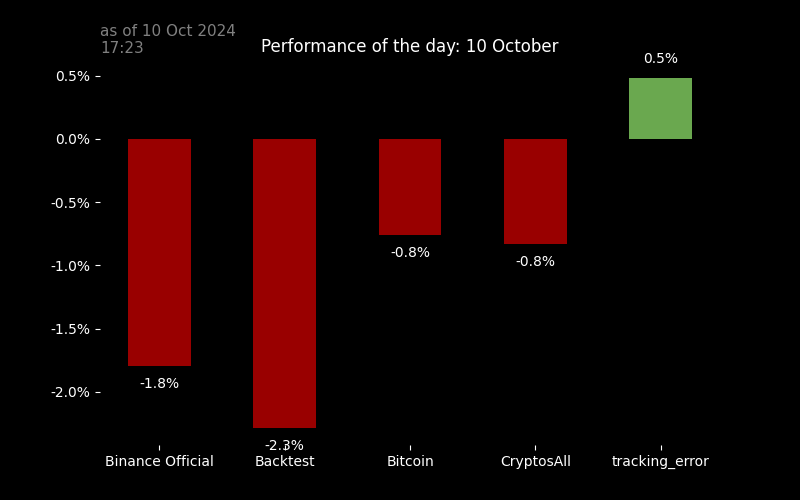 as of 10 Oct 2024
17:23
Performance of the day: 10 October
0.5%
0.5%
0.0%
-0.5%
-1.0%
-1.5%
-2.0%
-1.8%
-2.3%
-0.8%
-0.8%
Binance Official
Backtest
Bitcoin
CryptosAll
tracking_error